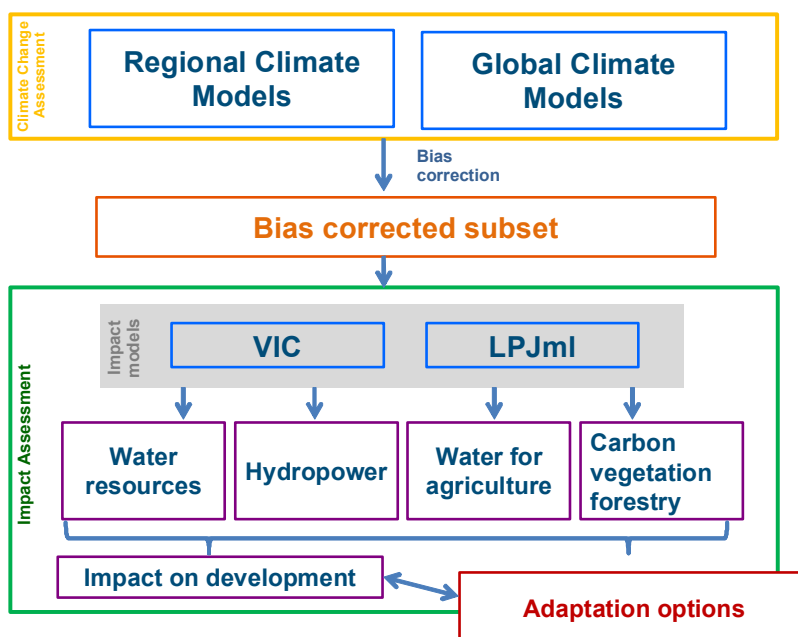 Climate Change
Assessment
Regional Climate
Models
Global Climate
Models
Bias
correction
Bias corrected subset
Impact Assessment
Impact
models
VIC
LPJml
Water
resources
Hydropower
Water for
agriculture
Carbon
vegetation
forestry
Impact on development
Adaptation options